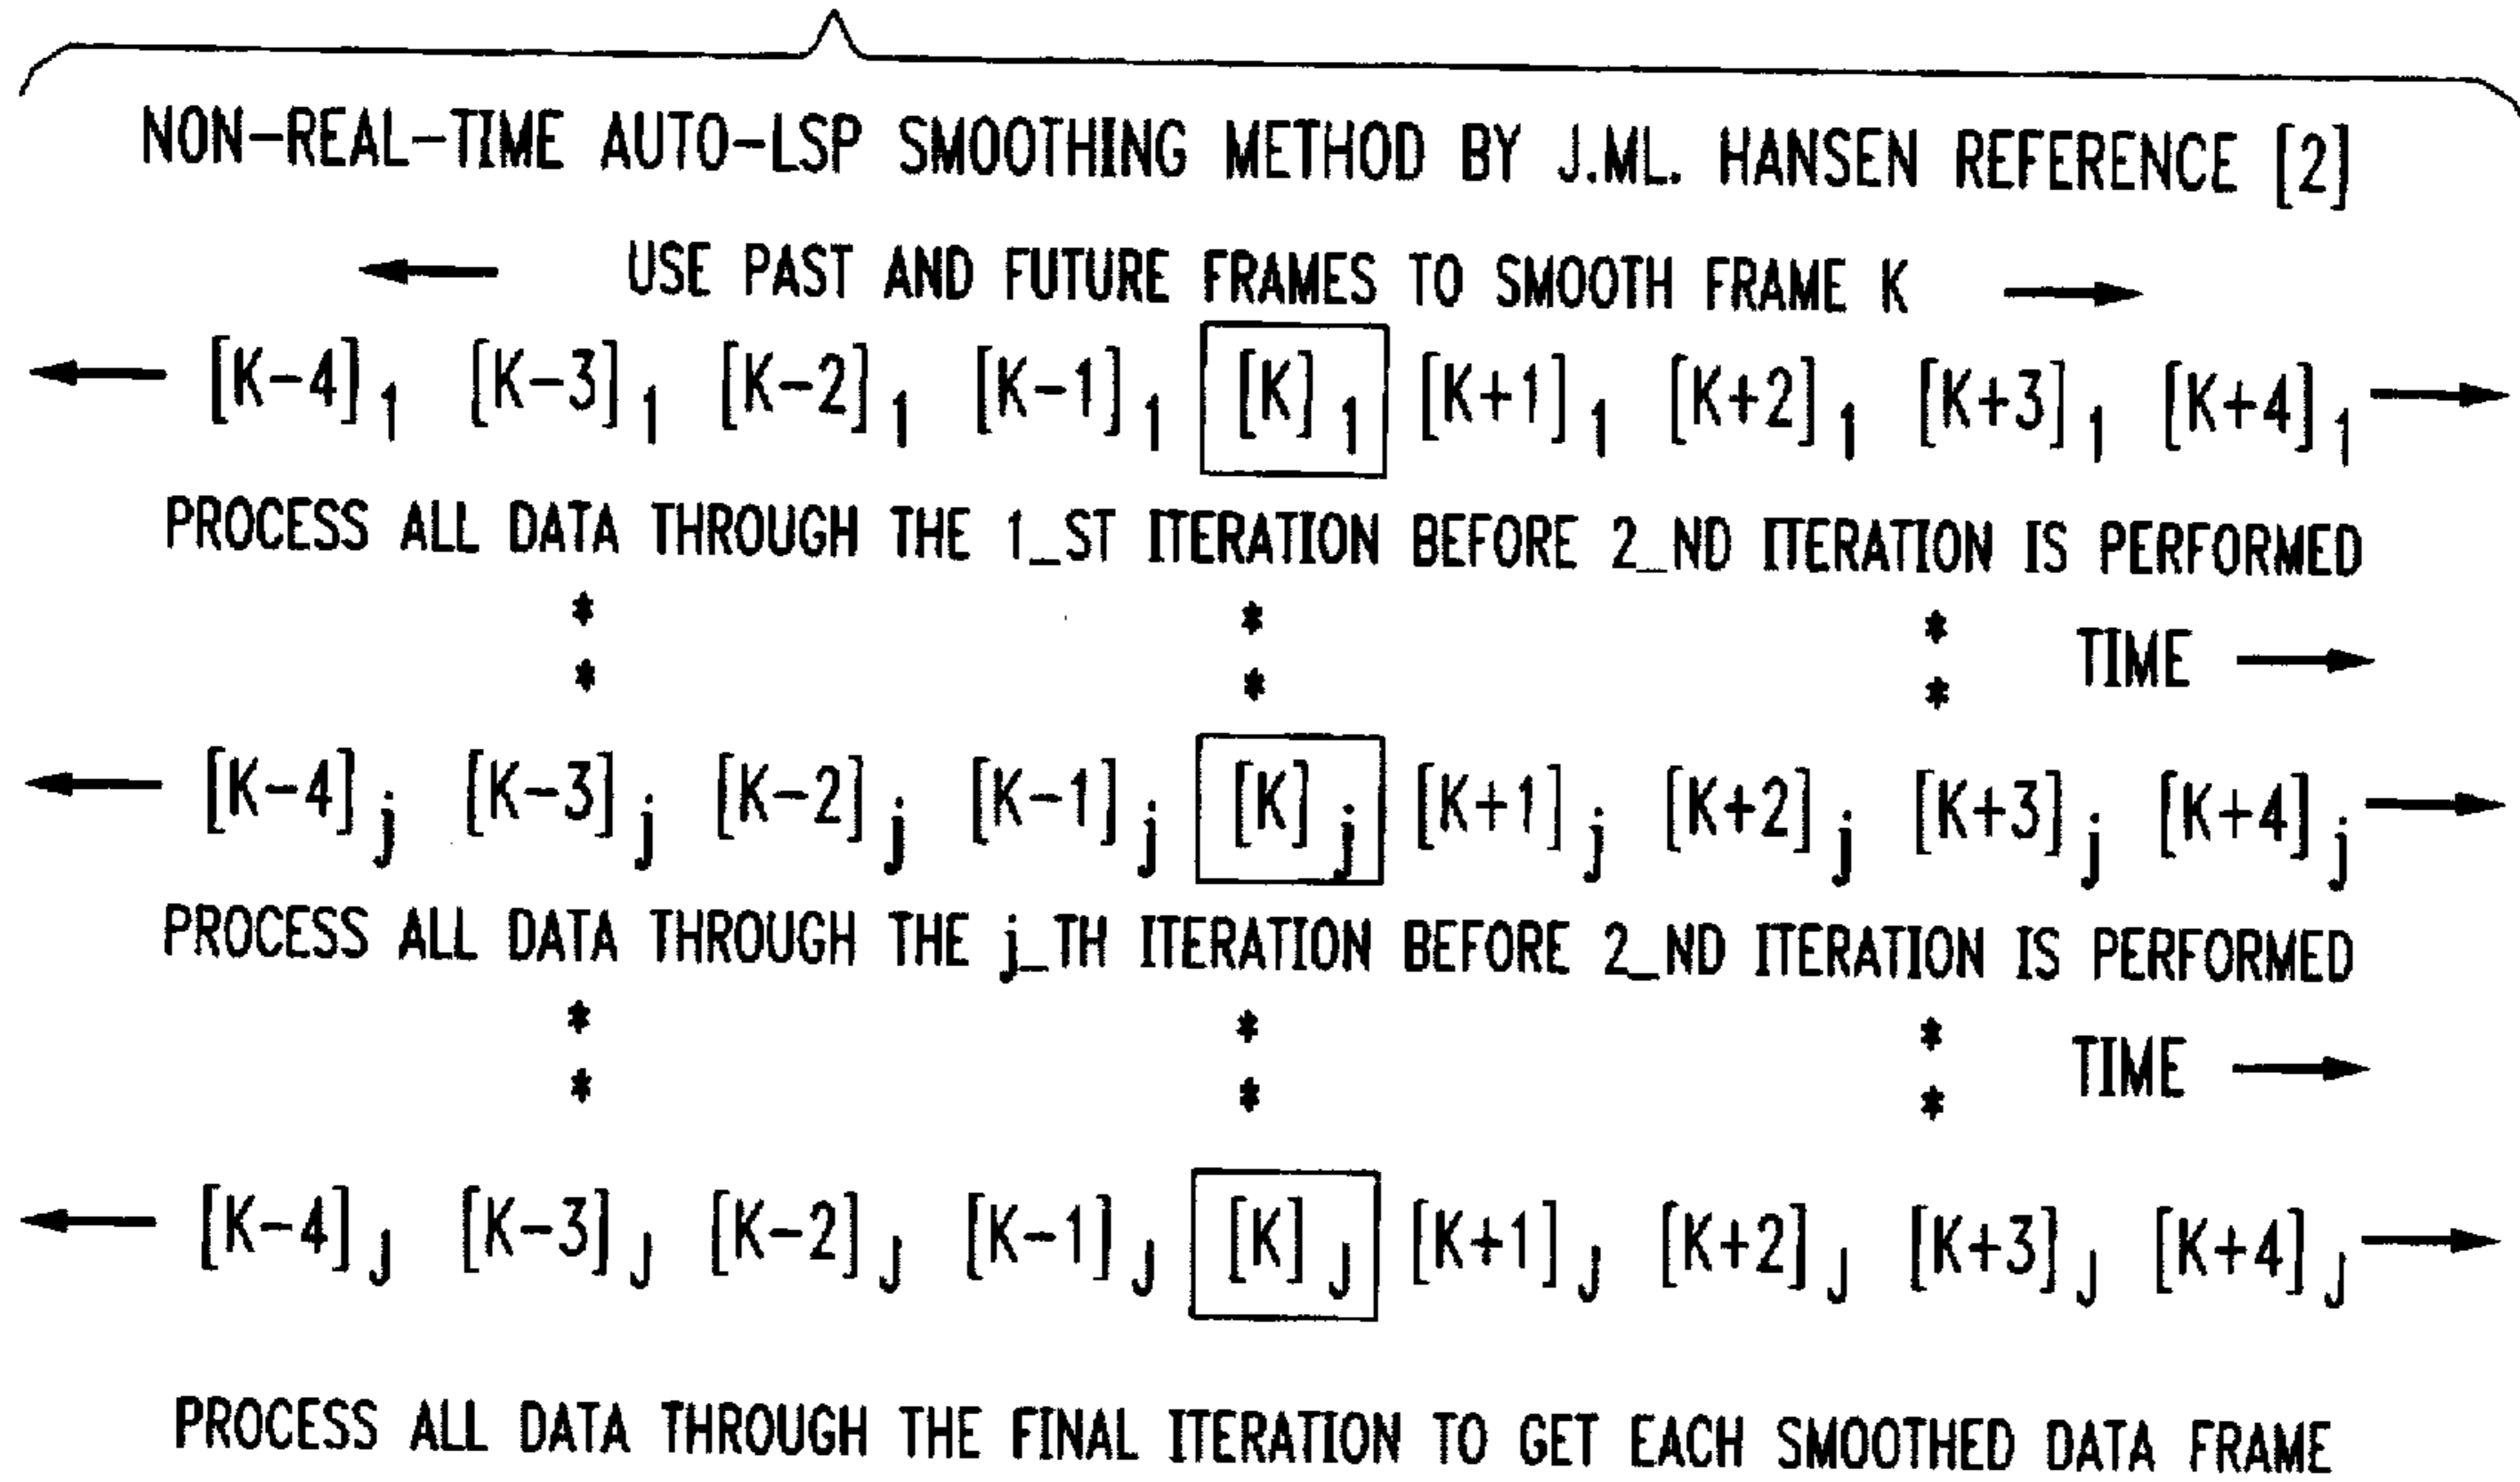 NON-REAL-TIME AUTO-LSP SMOOTHING METHOD BY J.ML. HANSEN REFERENCE [2]
← USE PAST AND FUTURE FRAMES TO SMOOTH FRAME K →
← [K-4]1 [K-3]1 [K-2]1 [K-1]1 [K]1 [K+1]1 [K+2]1 [K+3]1 [K+4]1 →
PROCESS ALL DATA THROUGH THE 1_ST ITERATION BEFORE 2_ND ITERATION IS PERFORMED
* * *
TIME →
* * *
← [K-4]j [K-3]j [K-2]j [K-1]j [K]j [K+1]j [K+2]j [K+3]j [K+4]j →
PROCESS ALL DATA THROUGH THE j_TH ITERATION BEFORE 2_ND ITERATION IS PERFORMED
* * *
TIME →
* * *
← [K-4]J [K-3]J [K-2]J [K-1]J [K]J [K+1]J [K+2]J [K+3]J [K+4]J →
PROCESS ALL DATA THROUGH THE FINAL ITERATION TO GET EACH SMOOTHED DATA FRAME